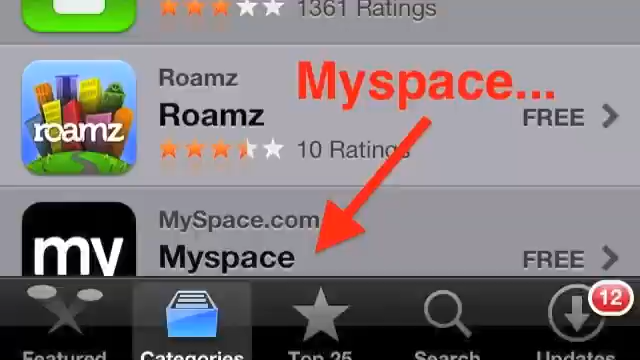 1361 Ratings
Roamz
Myspace...
roamz
Roamz
FREE
10 Ratings
MySpace.com
my
Myspace
FREE
12
Featured
Categories
Top 25
Search
Updates